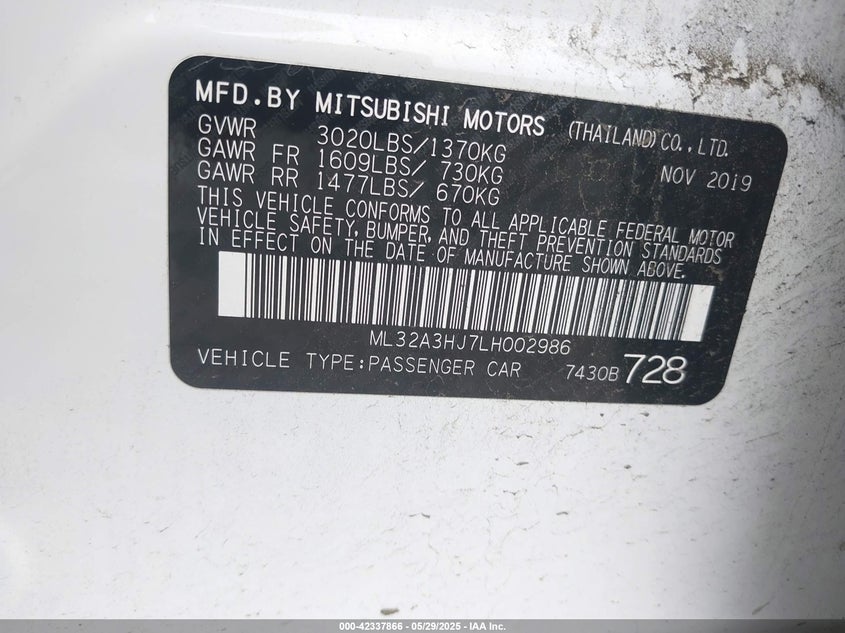 MFD.BY MITSUBISHI MOTORS (THAILAND) CO., LTD.
GVWR 3020LBS/1370KG
GAWR FR 1609LBS/ 730KG NOV 2019
GAWR RR 1477LBS/ 670KG
THIS VEHICLE CONFORMS TO ALL APPLICABLE FEDERAL MOTOR
VEHICLE SAFETY, BUMPER, AND THEFT PREVENTION STANDARDS
IN EFFECT ON THE DATE OF MANUFACTURE SHOWN ABOVE.
ML32A3HJ7LH002986
VEHICLE TYPE:PASSENGER CAR 7430B 728
000-42337866 - 05/29/2025 - IAA Inc.